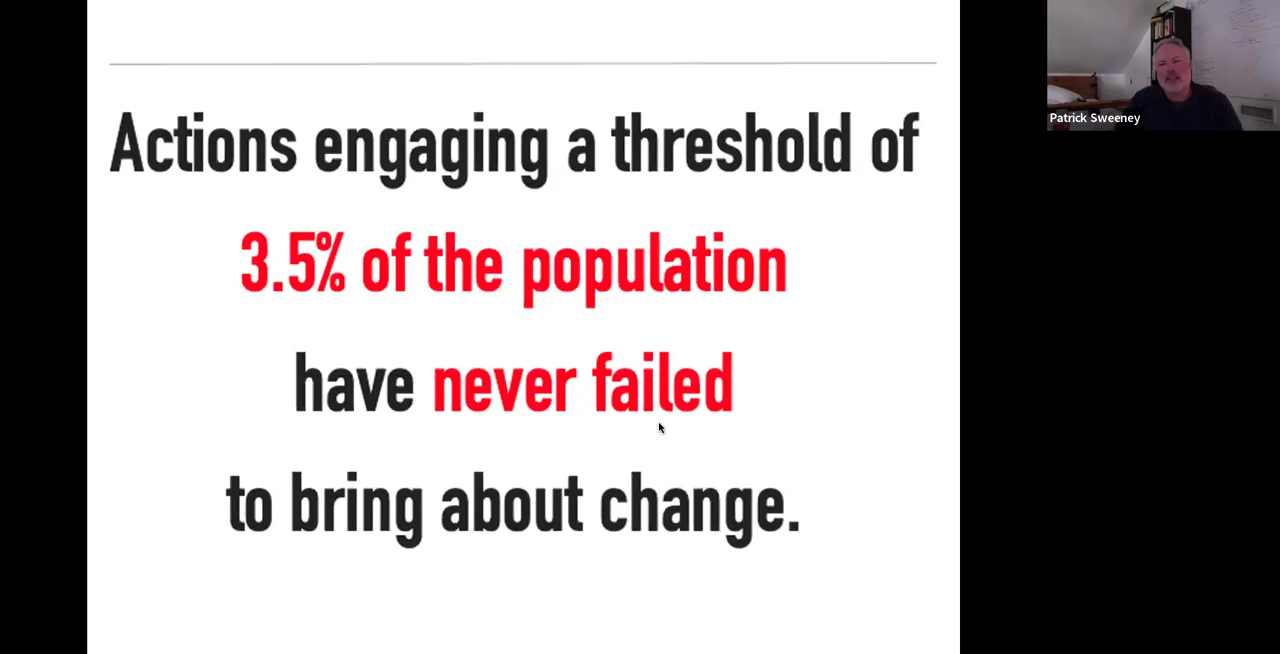 Actions engaging a threshold of
3.5% of the population
have never failed
to bring about change.
Patrick Sweeney